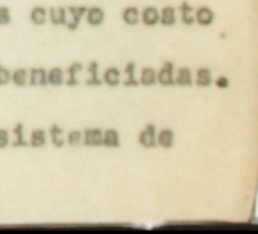 s cuyo costo
beneficiadas.
sistema de